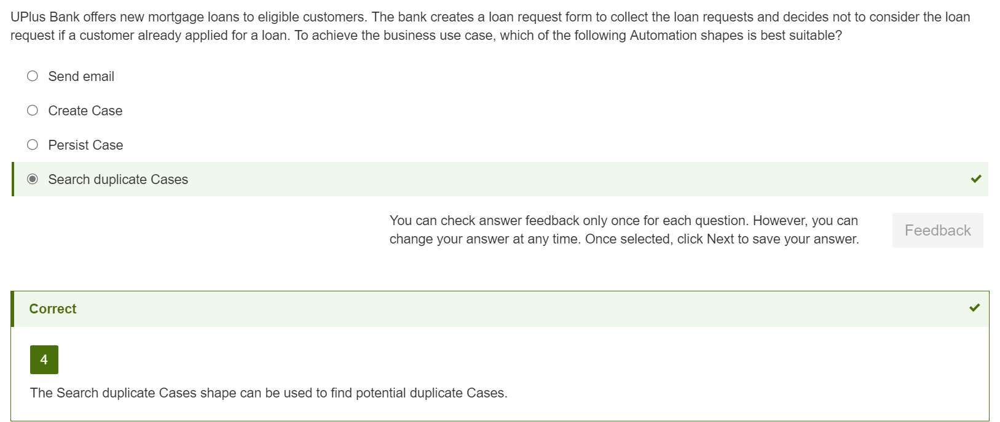 UPlus Bank offers new mortgage loans to eligible customers. The bank creates a loan request form to collect the loan requests and decides not to consider the loan
request if a customer already applied for a loan. To achieve the business use case, which of the following Automation shapes is best suitable?
Send email
Create Case
Persist Case
Search duplicate Cases
You can check answer feedback only once for each question. However, you can
change your answer at any time. Once selected, click Next to save your answer.
Feedback
Correct
4
The Search duplicate Cases shape can be used to find potential duplicate Cases.